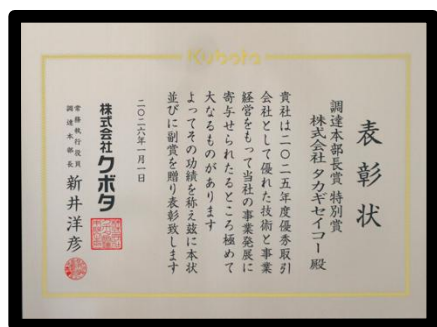 Kubota
表彰状
調達本部長賞 特別賞
株式会社 タカギセイコー 殿
貴社は二〇二五年度優秀取引
会社として優れた技術と事業
経営をもって当社の事業発展に
寄与せられたるところ極めて
大なるものがあります
よってその功績を称え玆に本状
並びに副賞を贈り表彰致します
二〇二六年一月一日
株式会社クボタ
常務執行役員
調達本部長
新井洋彦